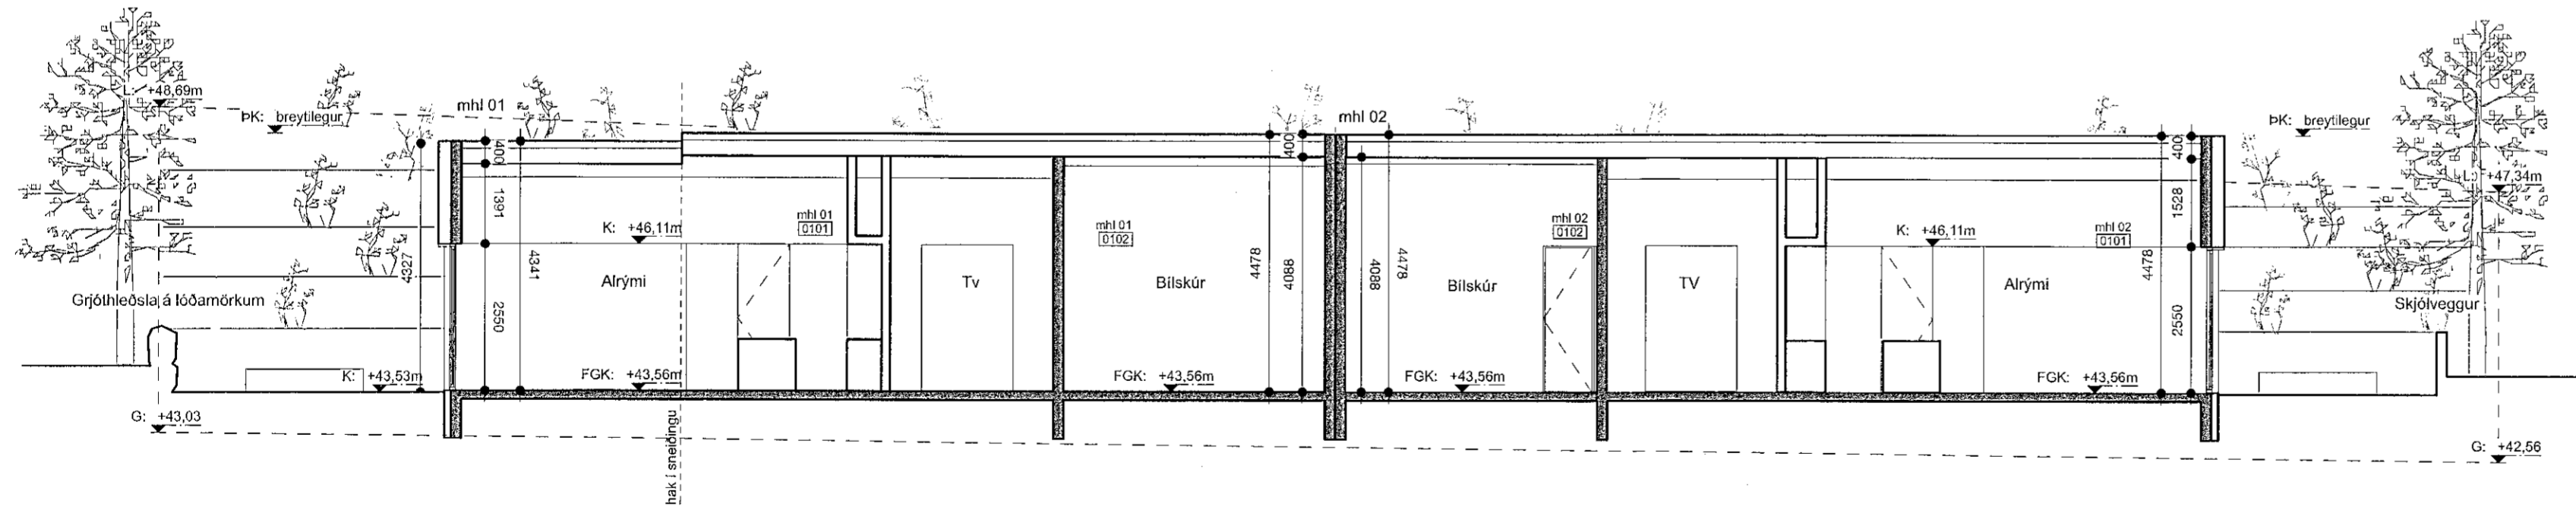 L: +48,69m
ÞK: breytilegur
mhl 01
mhl 02
ÞK: breytilegur
L: +47,34m
400
400
400
1391
1528
K: +46,11m
mhl 01
0101
mhl 01
0102
mhl 02
0102
K: +46,11m
mhl 02
0101
4327
4341
Alrými
Tv
Bílskúr
4478
4088
4088
4478
Bílskúr
TV
Alrými
4478
Grjóthleðsla á lóðamörkum
2550
2550
Skjólveggur
K: +43,53m
FGK: +43,56m
FGK: +43,56m
FGK: +43,56m
FGK: +43,56m
G: +43,03
hak í sneiðingu
G: +42,56